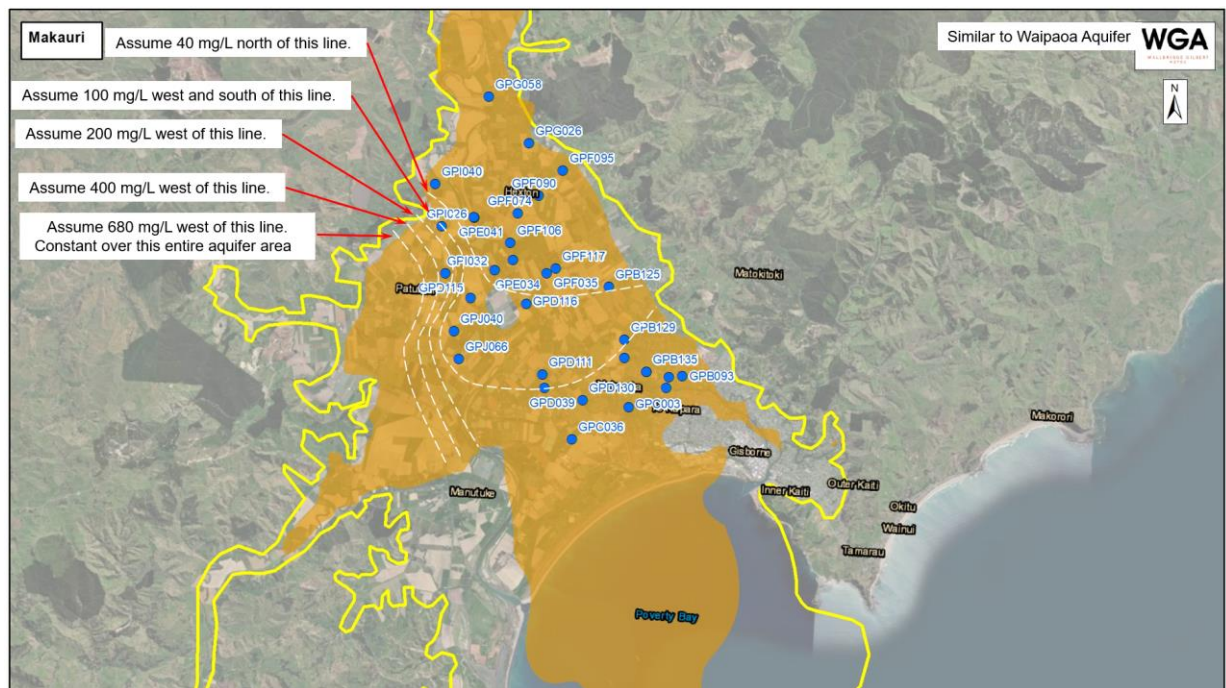 Makauri
Assume 40 mg/L north of this line.
Similar to Waipaoa Aquifer
WGA
WALLBRIDGE GILBERT
AZTEC
N
Assume 100 mg/L west and south of this line.
Assume 200 mg/L west of this line.
Assume 400 mg/L west of this line.
Assume 680 mg/L west of this line.
Constant over this entire aquifer area
GPG058
GPG026
GPF095
GPI040
GPF090
GPF074
GPI026
GPE041
GPF106
GPI032
GPF117
GPE034
GPF035
GPB125
Matokitoki
GPD115
GPD116
GPJ040
GPB129
GPJ066
GPD111
GPB135
GPB093
GPD130
GPD039
GPC003
GPC036
Makorori
Gisborne
Manutuke
Inner Kaiti
Outer Kaiti
Okitu
Wainui
Tamarau
Poverty Bay